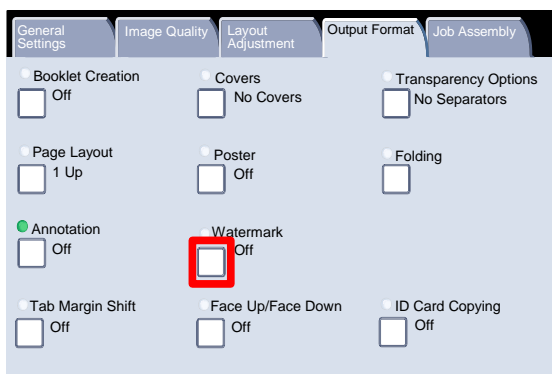 General
Settings
Image Quality
Layout
Adjustment
Output Format
Job Assembly
Booklet Creation
Off
Covers
No Covers
Transparency Options
No Separators
Page Layout
1 Up
Poster
Off
Folding
Annotation
Off
Watermark
Off
Tab Margin Shift
Off
Face Up/Face Down
Off
ID Card Copying
Off